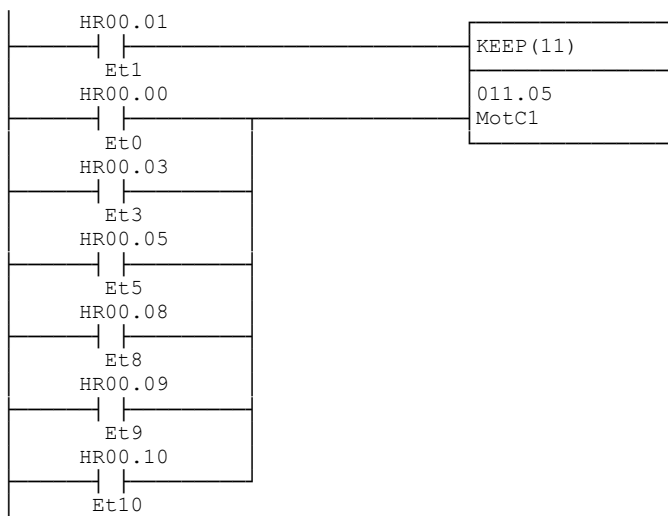 HR00.01
KEEP(11)
Et1
HR00.00
011.05
MotC1
Et0
HR00.03
Et3
HR00.05
Et5
HR00.08
Et8
HR00.09
Et9
HR00.10
Et10